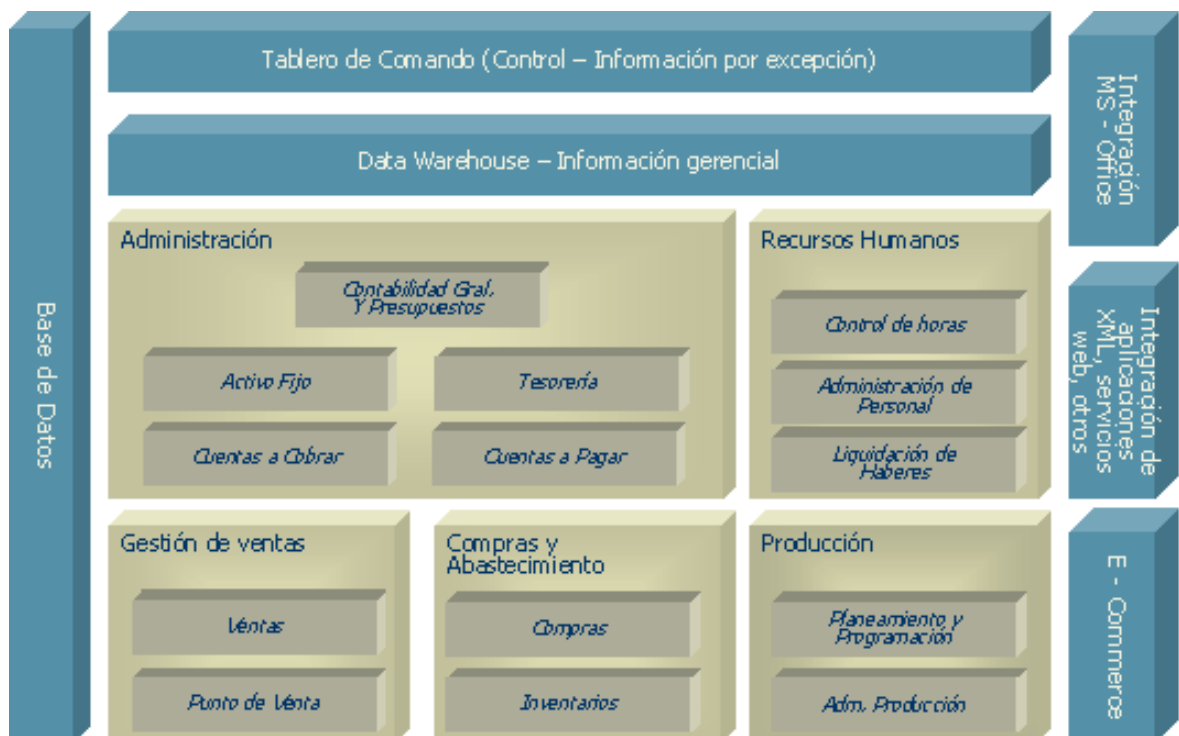 Tablero de Comando (Control – Información por excepción)
Data Warehouse – Información gerencial
Base de Datos
Administración
Contabilidad Gral,
Y Presupuestos
Activo Fijo
Tesorería
Cuentas a Cobrar
Cuentas a Pagar
Recursos Humanos
Control de horas
Administración de
Personal
Liquidación de
Haberes
Gestión de ventas
Ventas
Punto de Venta
Compras y
Abastecimiento
Compras
Inventarios
Producción
Planeamiento y
Programación
Adm. Producción
Integración
MS - Office
Integración de
aplicaciones
XML, servicios
web, otros
E - Commerce